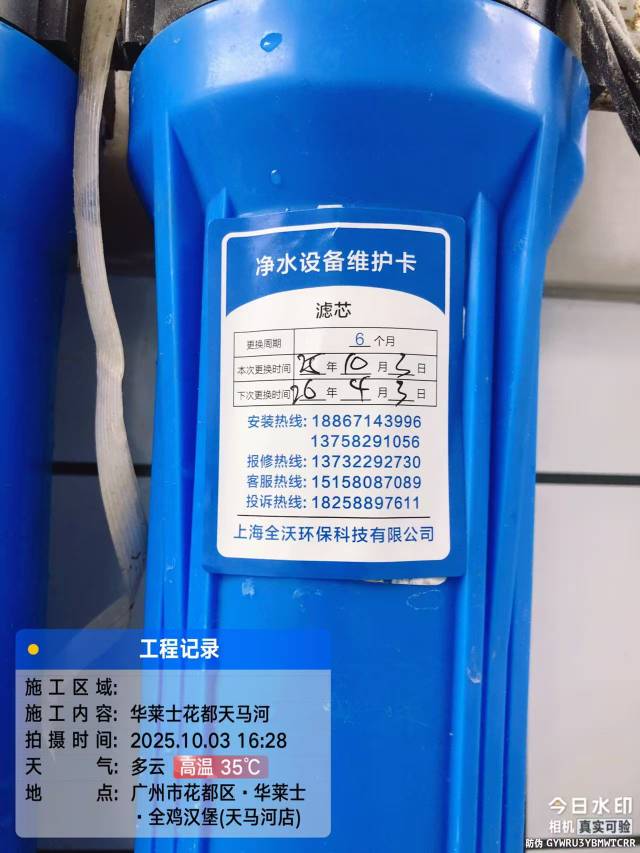 净水设备维护卡
滤芯
更换周期 6 个月
本次更换时间 25 年 10 月 3 日
下次更换时间 26 年 4 月 3 日
安装热线: 18867143996
13758291056
报修热线: 13732292730
客服热线: 15158087089
投诉热线: 18258897611
上海全沃环保科技有限公司
工程记录
施工区域:
施工内容: 华莱士花都天马河
拍摄时间: 2025.10.03 16:28
天气: 多云 高温 35℃
地点: 广州市花都区·华莱士
·全鸡汉堡(天马河店)
今日水印
相机 真实可验
防伪 GYWRU3YBMWTCRR